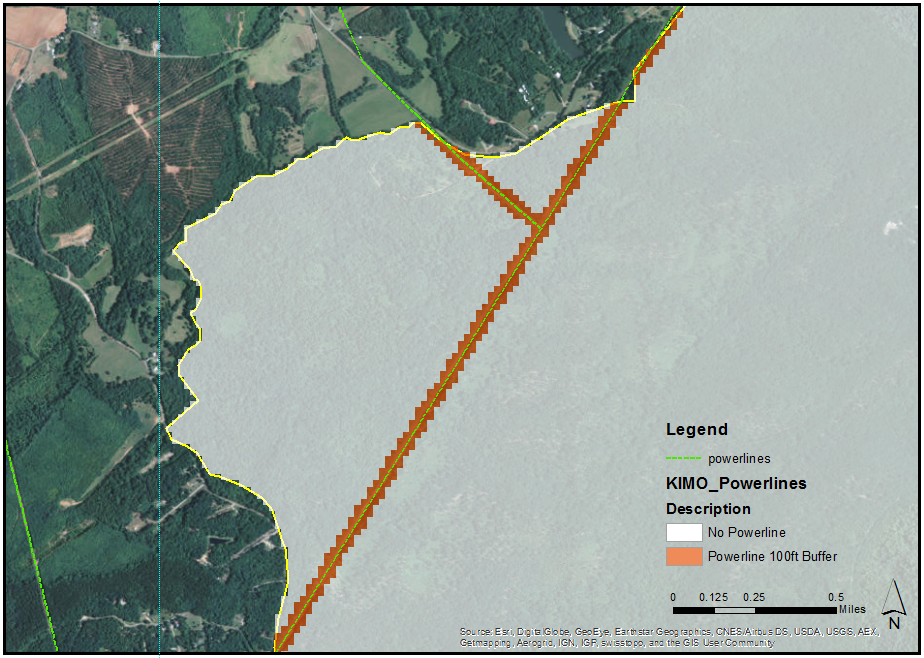 Legend
powerlines
KIMO_Powerlines
Description
No Powerline
Powerline 100ft Buffer
0 0.125 0.25 0.5
Miles
N
Source: Esri, DigitalGlobe, GeoEye, Earthstar Geographics, CNES/Airbus DS, USDA, USGS, AEX,
Getmapping, Aerogrid, IGN, IGP, swisstopo, and the GIS User Community